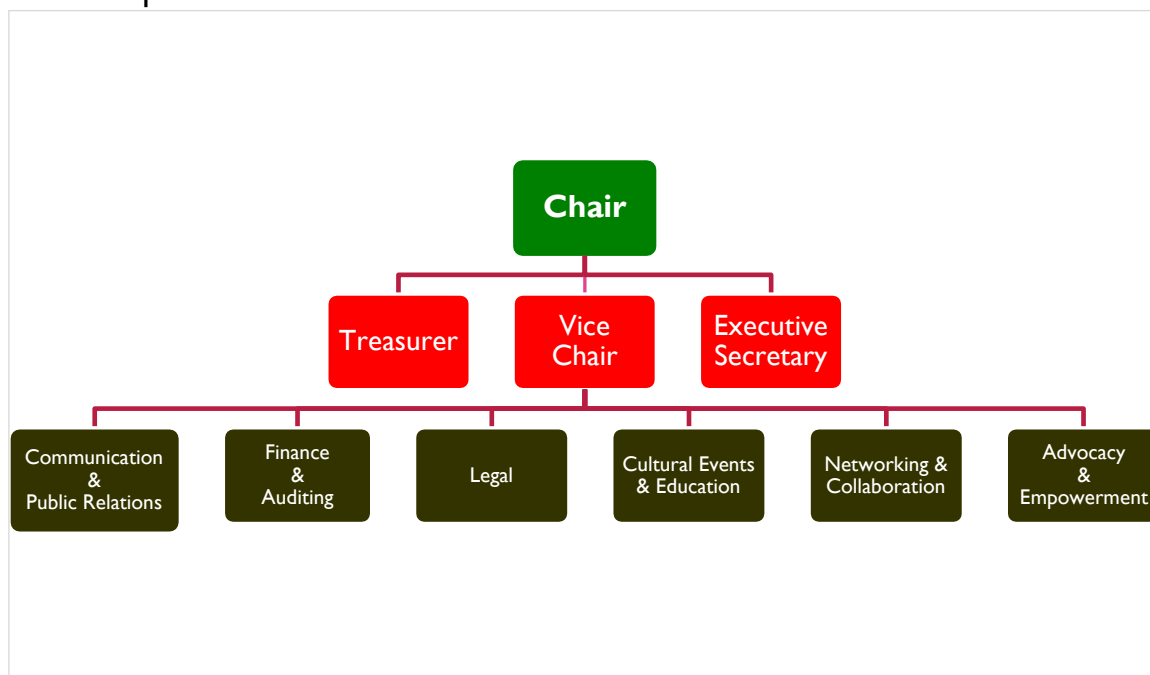 Chair
Treasurer
Vice
Chair
Executive
Secretary
Communication
&
Public Relations
Finance
&
Auditing
Legal
Cultural Events
& Education
Networking &
Collaboration
Advocacy
&
Empowerment